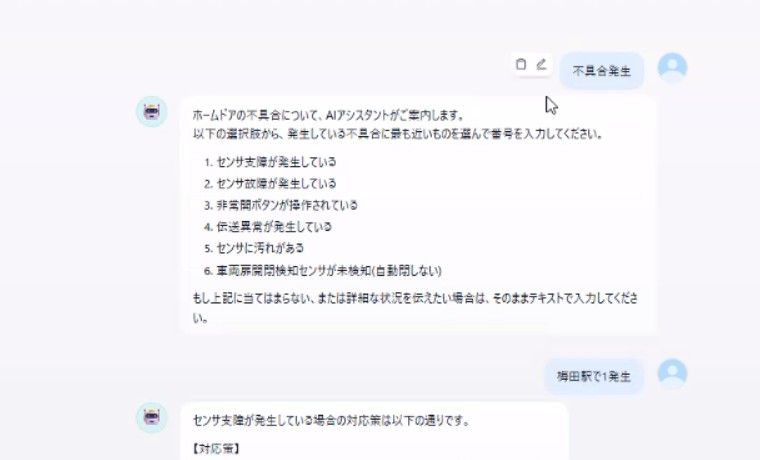 不具合発生
ホームドアの不具合について、AIアシスタントがご案内します。
以下の選択肢から、発生している不具合に最も近いものを選んで番号を入力してください。
1. センサ支障が発生している
2. センサ故障が発生している
3. 非常開ボタンが操作されている
4. 伝送異常が発生している
5. センサに汚れがある
6. 車両扉開閉検知センサが未検知(自動閉しない)
もし上記に当てはまらない、または詳細な状況を伝えたい場合は、そのままテキストで入力してくださ
い。
梅田駅で1発生
センサ支障が発生している場合の対応策は以下の通りです。
【対応策】